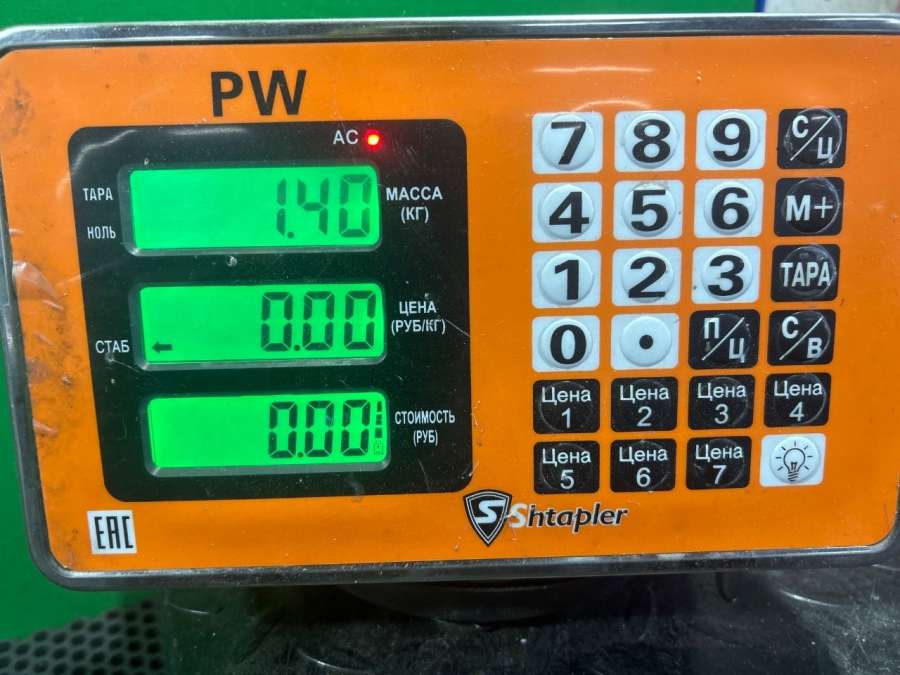 PW
AC
ТАРА
НОЛЬ
1.40
МАССА
(КГ)
СТАБ
0.00
ЦЕНА
(РУБ/КГ)
0.00
СТОИМОСТЬ
(РУБ)
7 8 9 С/Ц
4 5 6 М+
1 2 3 ТАРА
0 . П/Ц С/В
Цена 1 Цена 2 Цена 3 Цена 4
Цена 5 Цена 6 Цена 7
S Shtapler
EAC